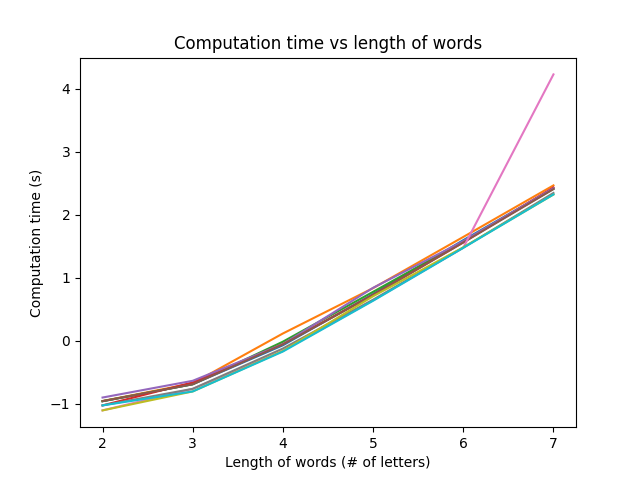 Computation time vs length of words
Computation time (s)
4
3
2
1
0
−1
2 3 4 5 6 7
Length of words (# of letters)